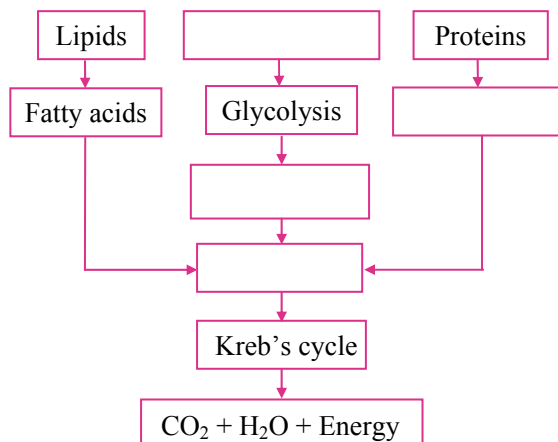 Lipids
Proteins
Fatty acids
Glycolysis
Kreb's cycle
CO₂ + H₂O + Energy